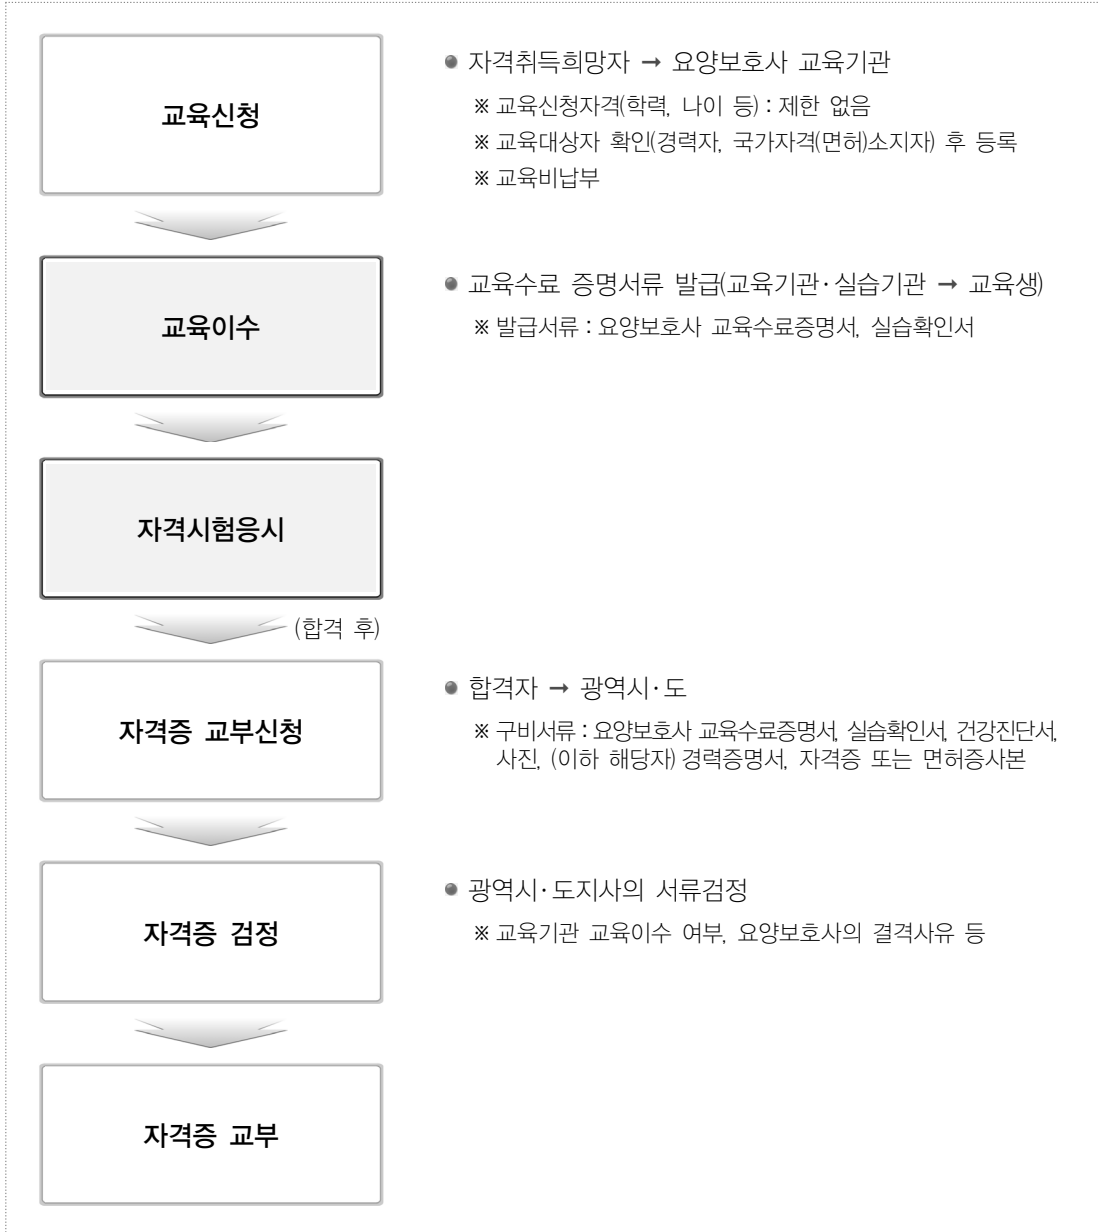 교육신청
● 자격취득희망자 → 요양보호사 교육기관
※ 교육신청자격(학력, 나이 등) : 제한 없음
※ 교육대상자 확인(경력자, 국가자격(면허)소지자) 후 등록
※ 교육비납부
교육이수
● 교육수료 증명서류 발급(교육기관·실습기관 → 교육생)
※ 발급서류 : 요양보호사 교육수료증명서, 실습확인서
자격시험응시
(합격 후)
자격증 교부신청
● 합격자 → 광역시·도
※ 구비서류 : 요양보호사 교육수료증명서, 실습확인서, 건강진단서,
사진, (이하 해당자) 경력증명서, 자격증 또는 면허증사본
자격증 검정
● 광역시·도지사의 서류검정
※ 교육기관 교육이수 여부, 요양보호사의 결격사유 등
자격증 교부